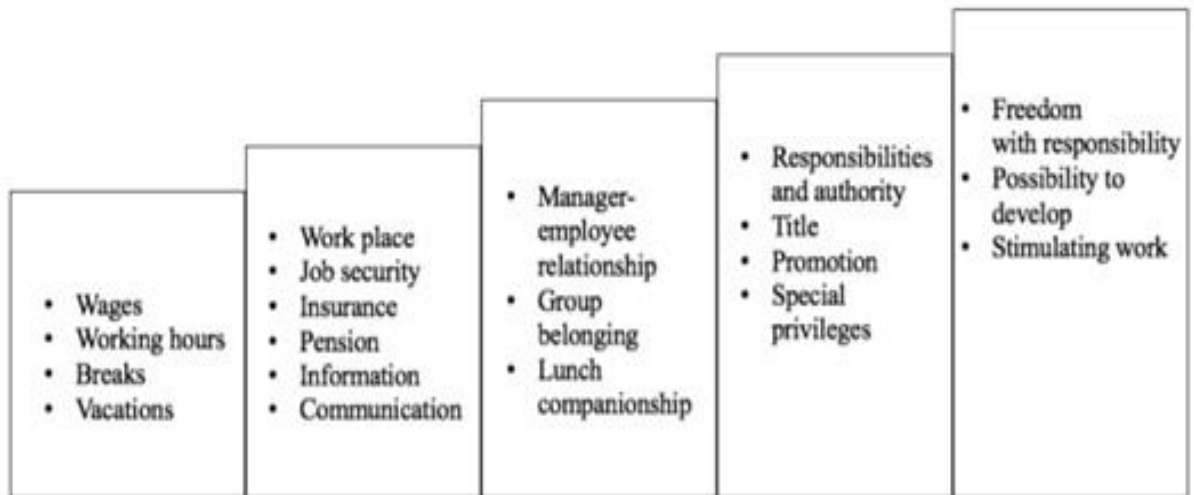 • Wages
• Working hours
• Breaks
• Vacations
• Work place
• Job security
• Insurance
• Pension
• Information
• Communication
• Manager-
employee
relationship
• Group
belonging
• Lunch
companionship
• Responsibilities
and authority
• Title
• Promotion
• Special
privileges
• Freedom
with responsibility
• Possibility to
develop
• Stimulating work